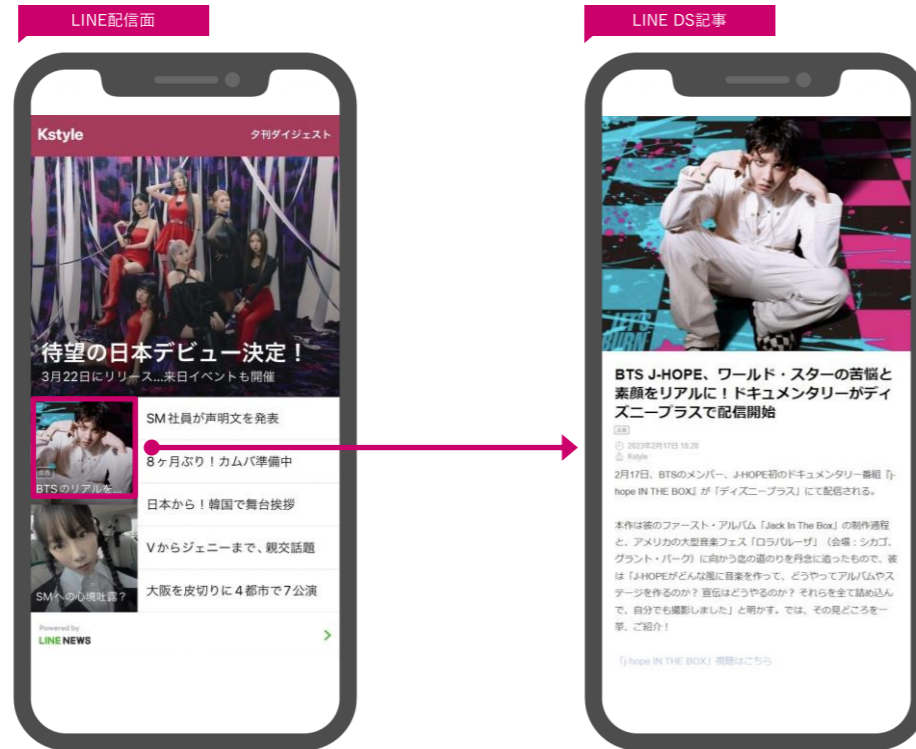 LINE配信面
Kstyle
夕刊ダイジェスト
待望の日本デビュー決定！
3月22日にリリース...来日イベントも開催
広告
BTSのリアルを...
SM社員が声明文を発表
8ヶ月ぶり！カムバ準備中
日本から！韓国で舞台挨拶
SMへの心境吐露？
Vからジェニーまで、親交話題
大阪を皮切りに4都市で7公演
Powered by
LINE NEWS
LINE DS記事
LET'S
BURN
BTS J-HOPE、ワールド・スターの苦悩と
素顔をリアルに！ドキュメンタリーがディ
ズニープラスで配信開始
広告
2023年2月17日 18:28
Kstyle
2月17日、BTSのメンバー、J-HOPE初のドキュメンタリー番組『j-
hope IN THE BOX』が「ディズニープラス」にて配信される。
本作は彼のファースト・アルバム「Jack In The Box」の制作過程
と、アメリカの大型音楽フェス「ロラパルーザ」（会場：シカゴ、
グラント・パーク）に向かう迄の道のりを丹念に追ったもので、彼
は「J-HOPEがどんな風に音楽を作って、どうやってアルバムやス
テージを作るのか？ 宣伝はどうやるのか？ それらを全て詰め込ん
で、自分でも撮影しました」と明かす。では、その見どころを一
挙、ご紹介！
「j-hope IN THE BOX」視聴はこちら